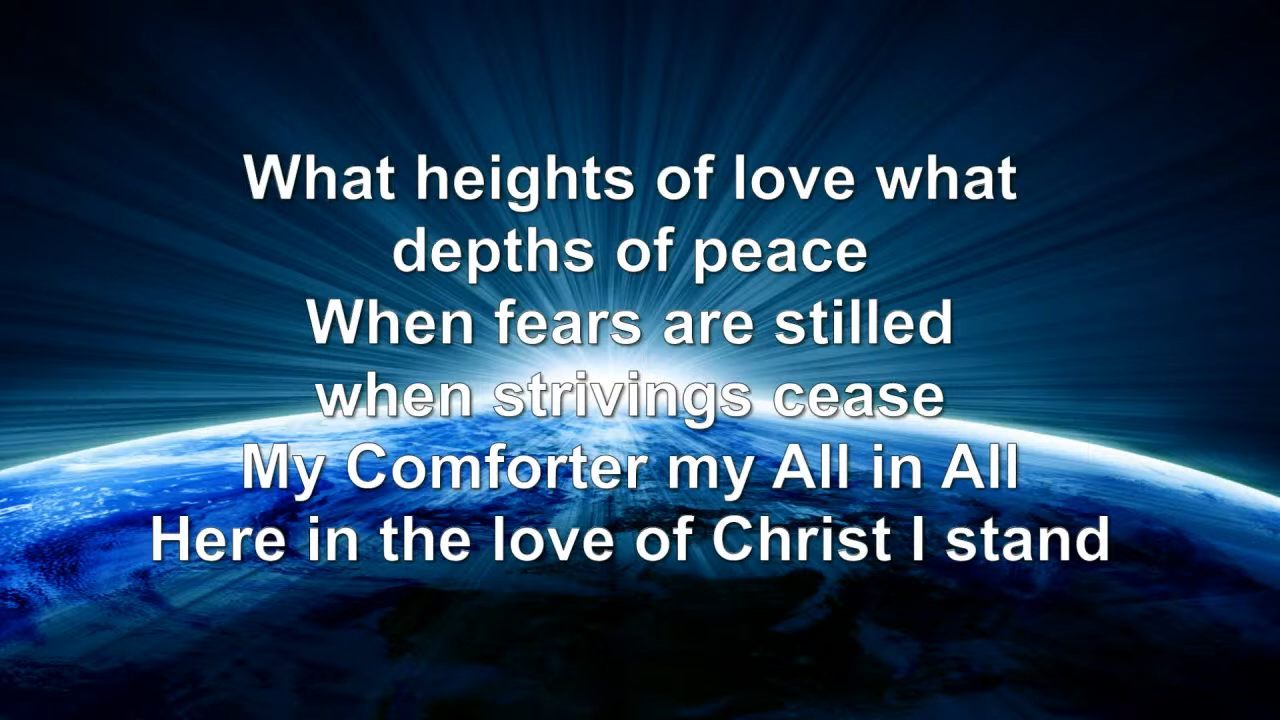 What heights of love what
depths of peace
When fears are stilled
when strivings cease
My Comforter my All in All
Here in the love of Christ I stand